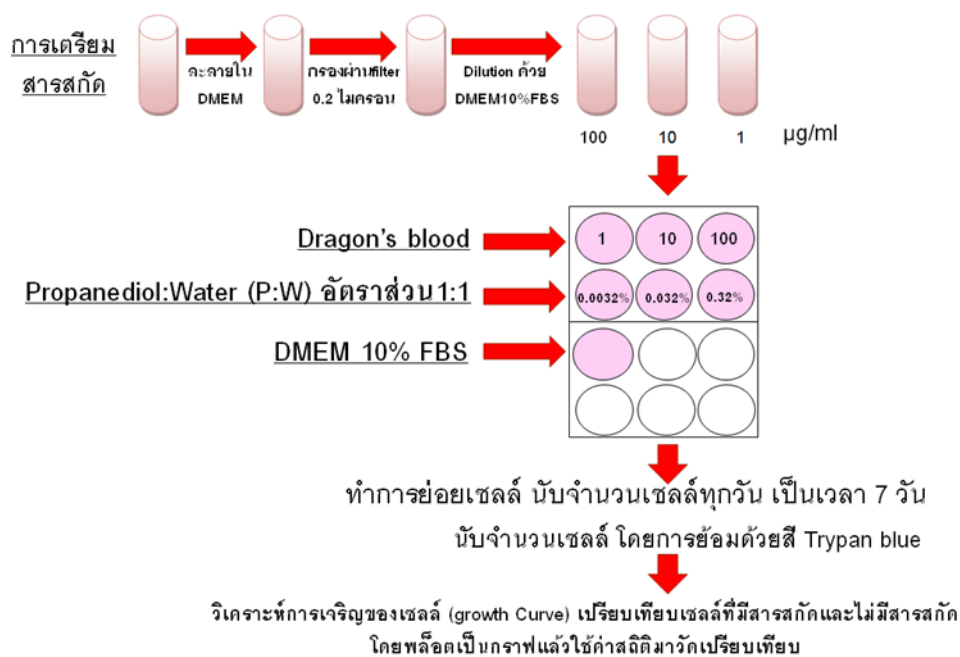 การเตรียม
สารสกัด
ละลายใน
DMEM
กรองผ่านfilter
0.2 ไมครอน
Dilution ด้วย
DMEM10%FBS
100 10 1 µg/ml
Dragon's blood
1 10 100
Propanediol:Water (P:W) อัตราส่วน1:1
0.0032% 0.032% 0.32%
DMEM 10% FBS
ทำการย่อยเซลล์ นับจำนวนเซลล์ทุกวัน เป็นเวลา 7 วัน
นับจำนวนเซลล์ โดยการย้อมด้วยสี Trypan blue
วิเคราะห์การเจริญของเซลล์ (growth Curve) เปรียบเทียบเซลล์ที่มีสารสกัดและไม่มีสารสกัด
โดยพล็อตเป็นกราฟแล้วใช้ค่าสถิติมาวัดเปรียบเทียบ